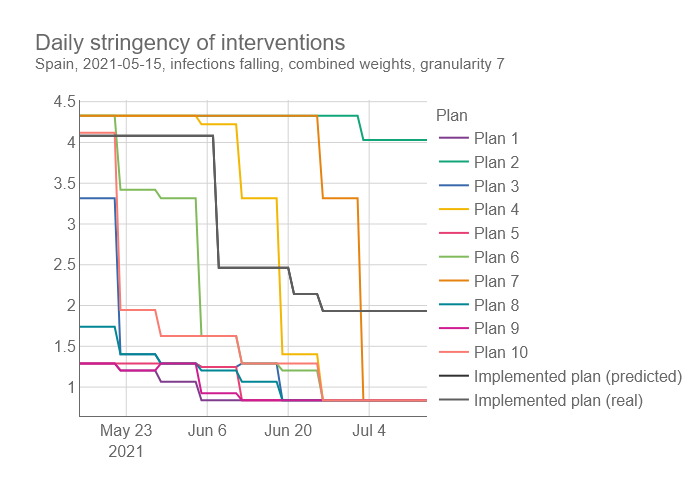 Daily stringency of interventions
Spain, 2021-05-15, infections falling, combined weights, granularity 7
4.5
4
3.5
3
2.5
2
1.5
1
May 23
2021
Jun 6
Jun 20
Jul 4
Plan
Plan 1
Plan 2
Plan 3
Plan 4
Plan 5
Plan 6
Plan 7
Plan 8
Plan 9
Plan 10
Implemented plan (predicted)
Implemented plan (real)